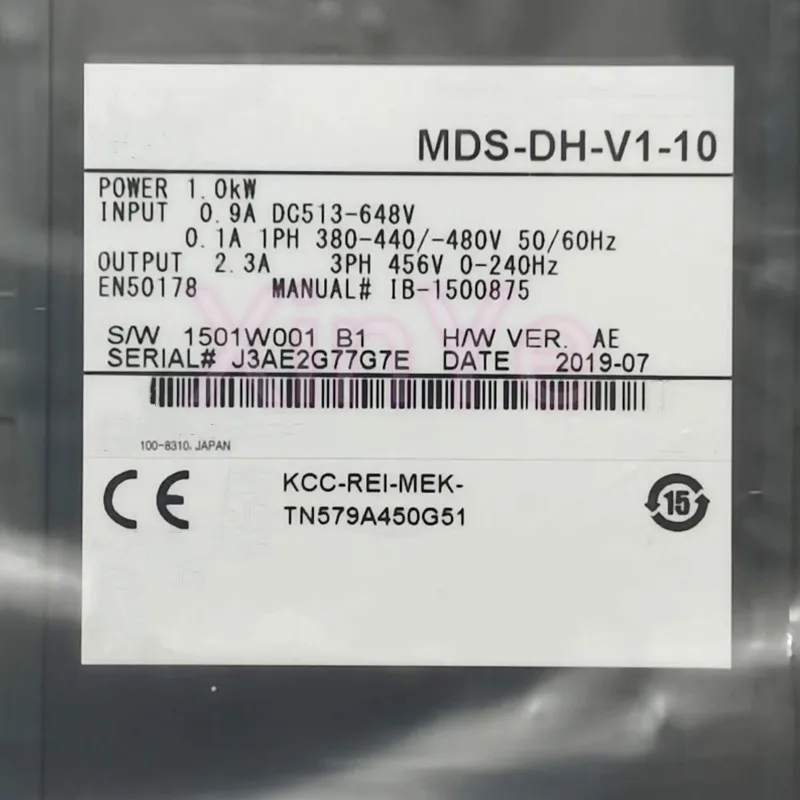 MDS-DH-V1-10
POWER 1.0kW
INPUT 0.9A DC513-648V
0.1A 1PH 380-440/-480V 50/60Hz
OUTPUT 2.3A 3PH 456V 0-240Hz
EN50178 MANUAL# IB-1500875
XinYe
S/W 1501W001 B1 H/W VER. AE
SERIAL# J3AE2G77G7E DATE 2019-07
100-8310, JAPAN
CE
KCC-REI-MEK-
TN579A450G51
15